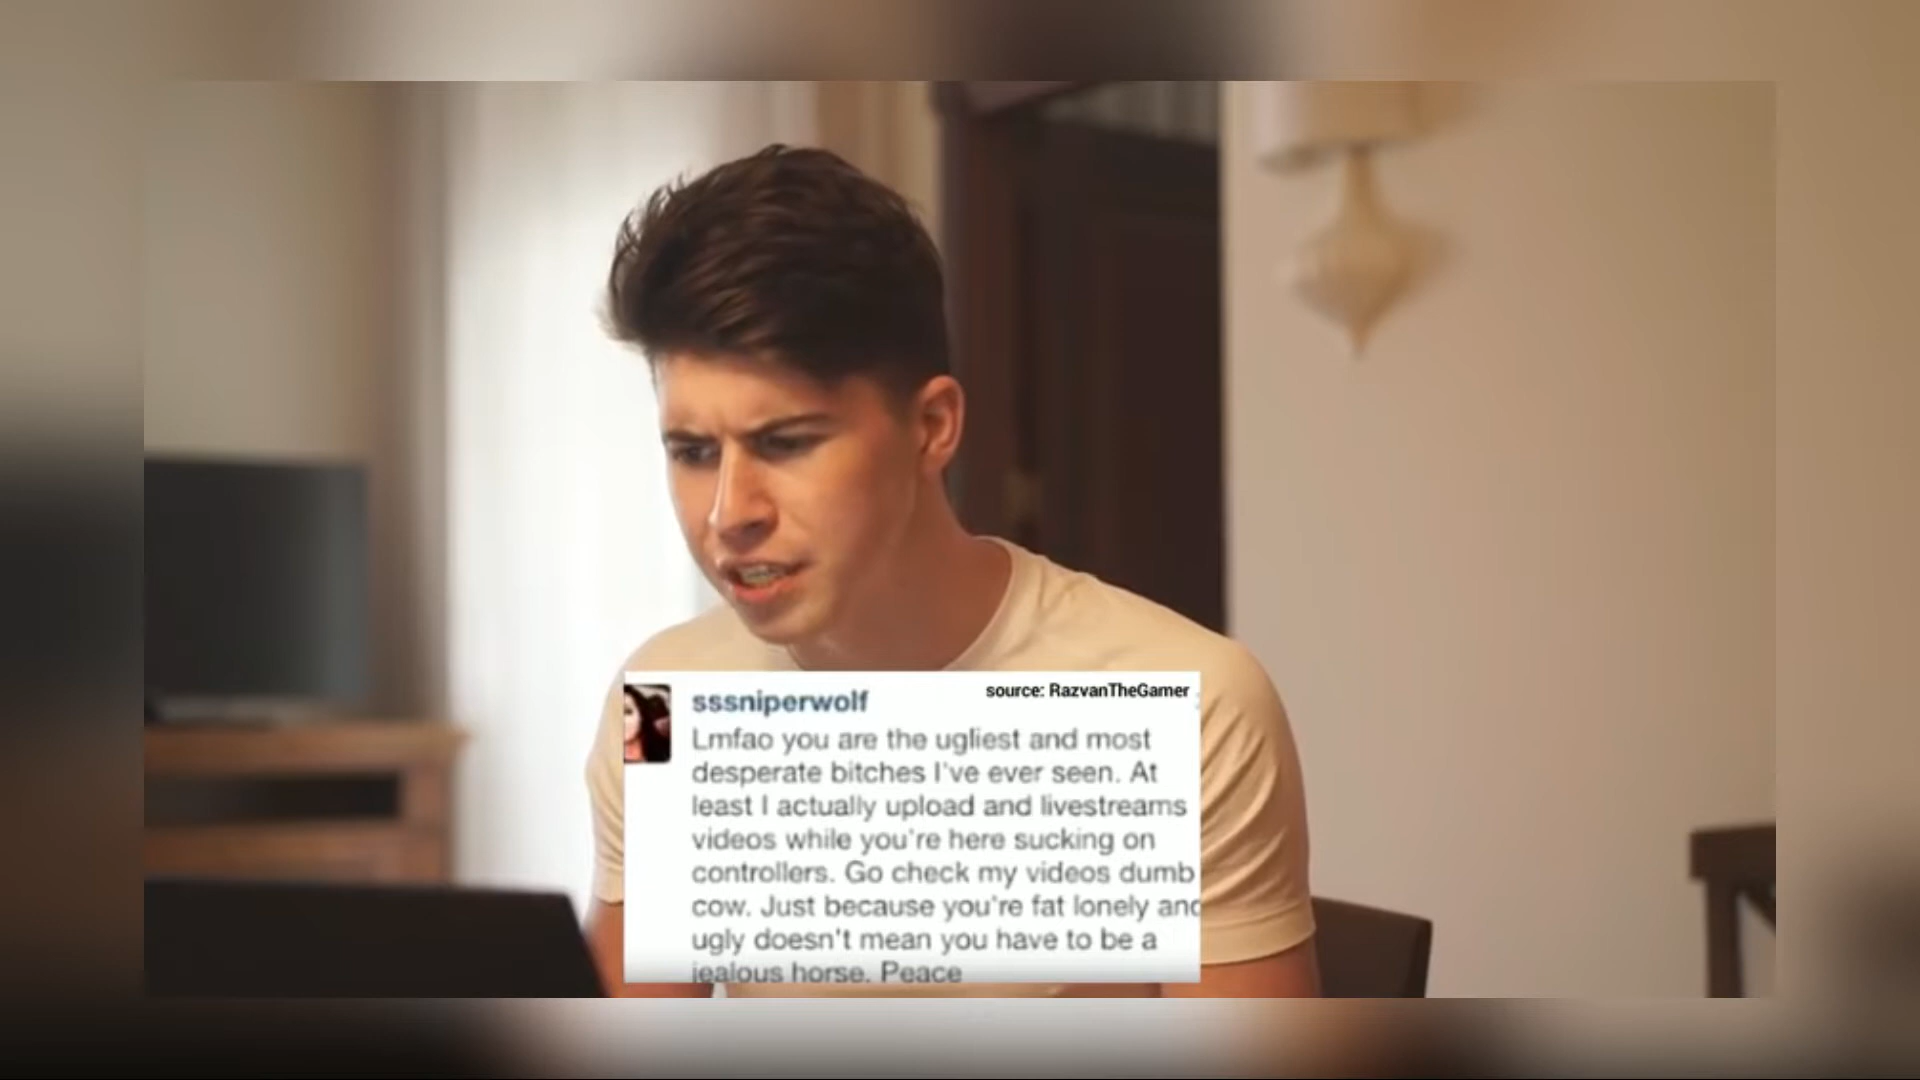 sssniperwolf
source: RazvanTheGamer
Lmfao you are the ugliest and most
desperate bitches I've ever seen. At
least I actually upload and livestreams
videos while you're here sucking on
controllers. Go check my videos dumb
cow. Just because you're fat lonely and
ugly doesn't mean you have to be a
jealous horse. Peace